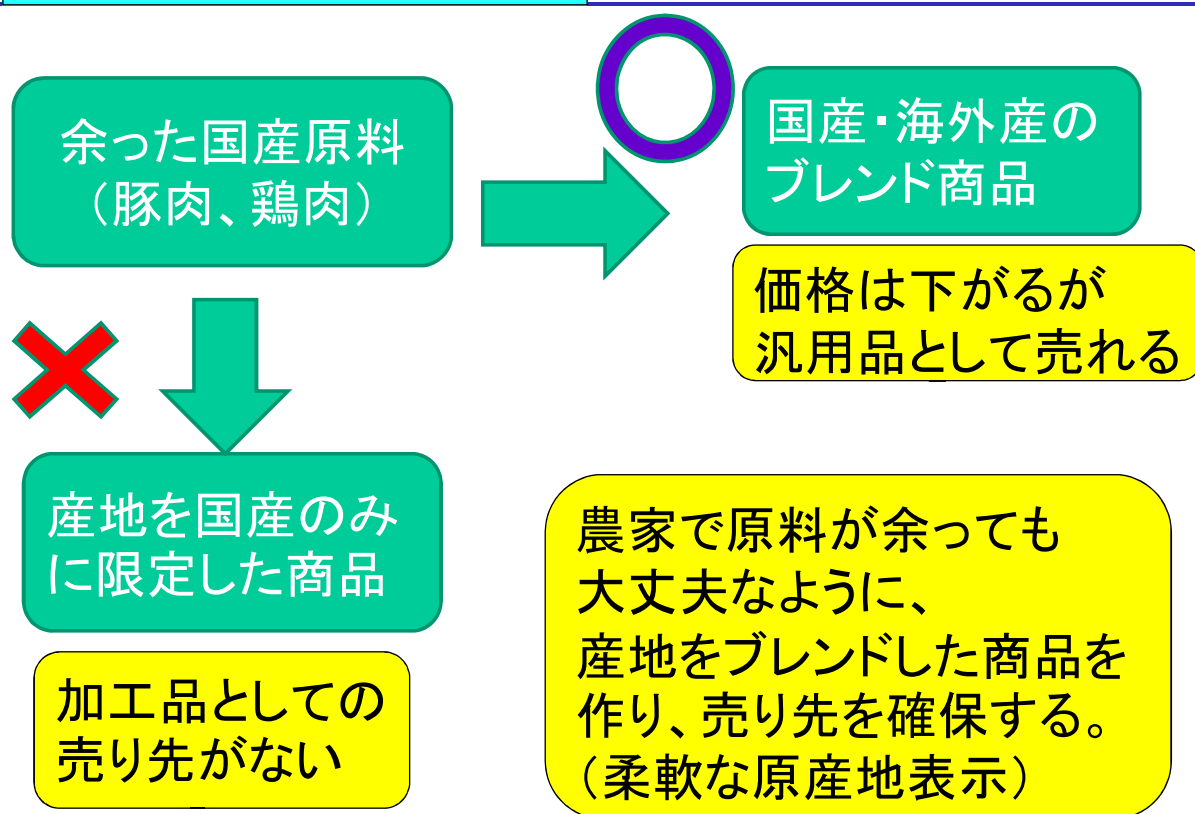 余った国産原料
（豚肉、鶏肉）
国産・海外産の
ブレンド商品
価格は下がるが
汎用品として売れる
産地を国産のみ
に限定した商品
加工品としての
売り先がない
農家で原料が余っても
大丈夫なように、
産地をブレンドした商品を
作り、売り先を確保する。
（柔軟な原産地表示）